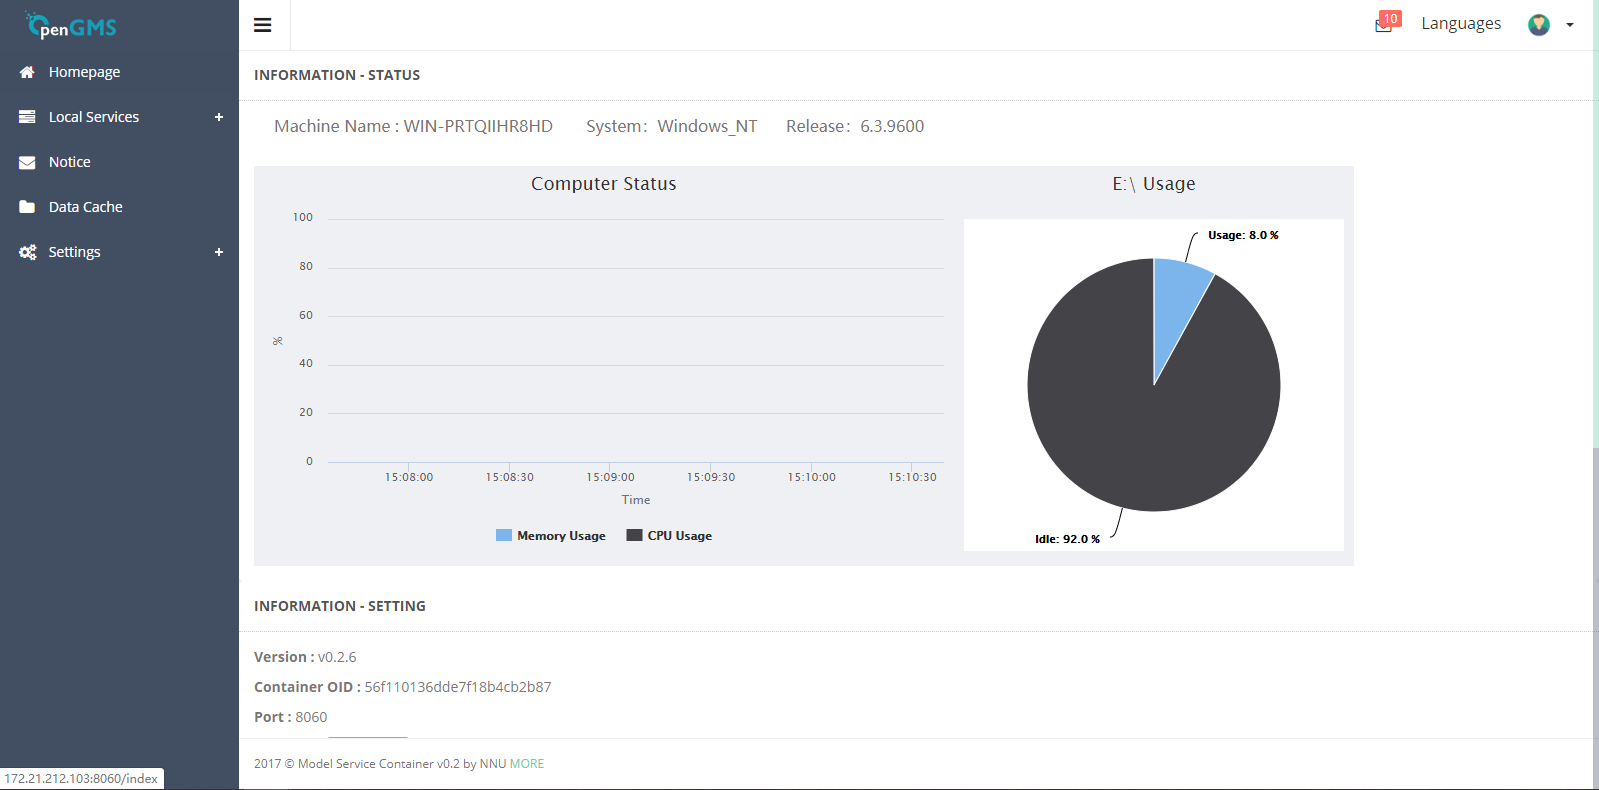 OpenGMS
10
Languages
Homepage
Local Services +
Notice
Data Cache
Settings +
INFORMATION - STATUS
Machine Name : WIN-PRTQIIHR8HD System: Windows_NT Release: 6.3.9600
Computer Status
100
80
60
40
20
0
%
15:08:00 15:08:30 15:09:00 15:09:30 15:10:00 15:10:30
Time
Memory Usage CPU Usage
E:\ Usage
Usage: 8.0 %
Idle: 92.0 %
INFORMATION - SETTING
Version : v0.2.6
Container OID : 56f110136dde7f18b4cb2b87
Port : 8060
2017 © Model Service Container v0.2 by NNU MORE
172.21.212.103:8060/index